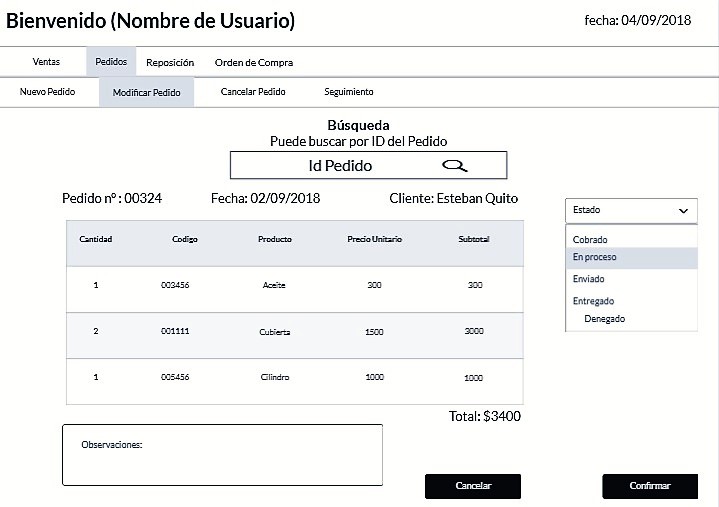 Bienvenido (Nombre de Usuario) fecha: 04/09/2018
Ventas Pedidos Reposición Orden de Compra
Nuevo Pedido Modificar Pedido Cancelar Pedido Seguimiento
Búsqueda
Puede buscar por ID del Pedido
Id Pedido
Pedido nº : 00324 Fecha: 02/09/2018 Cliente: Esteban Quito
Estado
Cobrado
En proceso
Enviado
Entregado
Denegado
Cantidad Codigo Producto Precio Unitario Subtotal
1 003456 Aceite 300 300
2 001111 Cubierta 1500 3000
1 005456 Cilindro 1000 1000
Total: $3400
Observaciones:
Cancelar Confirmar